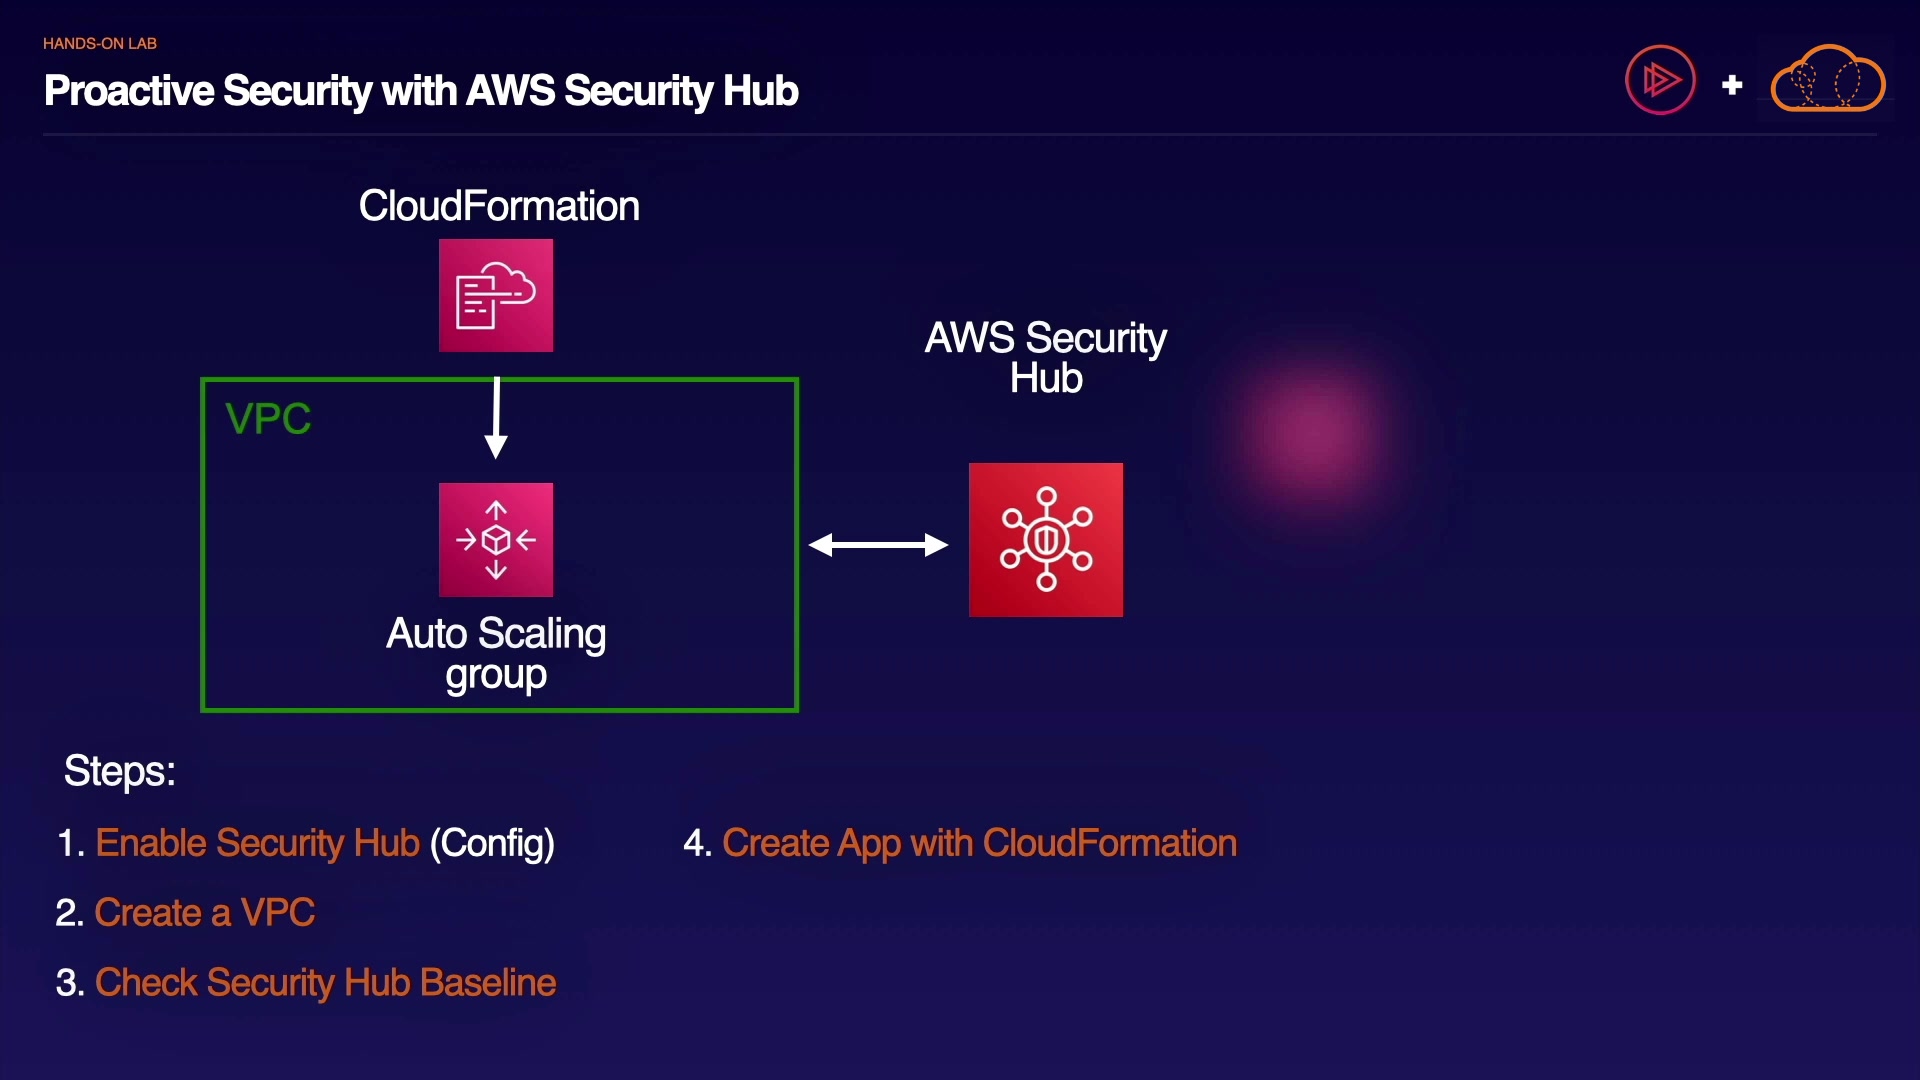 HANDS-ON LAB
Proactive Security with AWS Security Hub
CloudFormation
AWS Security
Hub
VPC
Auto Scaling
group
Steps:
1. Enable Security Hub (Config)
2. Create a VPC
3. Check Security Hub Baseline
4. Create App with CloudFormation